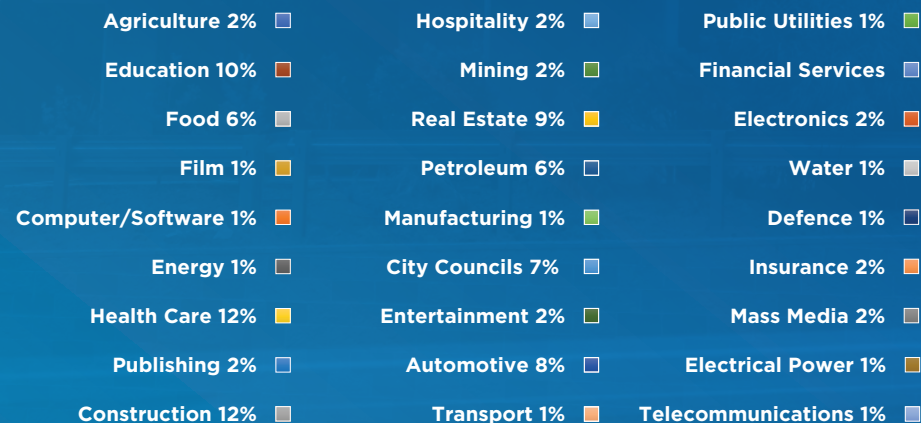 Agriculture 2%
Education 10%
Food 6%
Film 1%
Computer/Software 1%
Energy 1%
Health Care 12%
Publishing 2%
Construction 12%
Hospitality 2%
Mining 2%
Real Estate 9%
Petroleum 6%
Manufacturing 1%
City Councils 7%
Entertainment 2%
Automotive 8%
Transport 1%
Public Utilities 1%
Financial Services
Electronics 2%
Water 1%
Defence 1%
Insurance 2%
Mass Media 2%
Electrical Power 1%
Telecommunications 1%